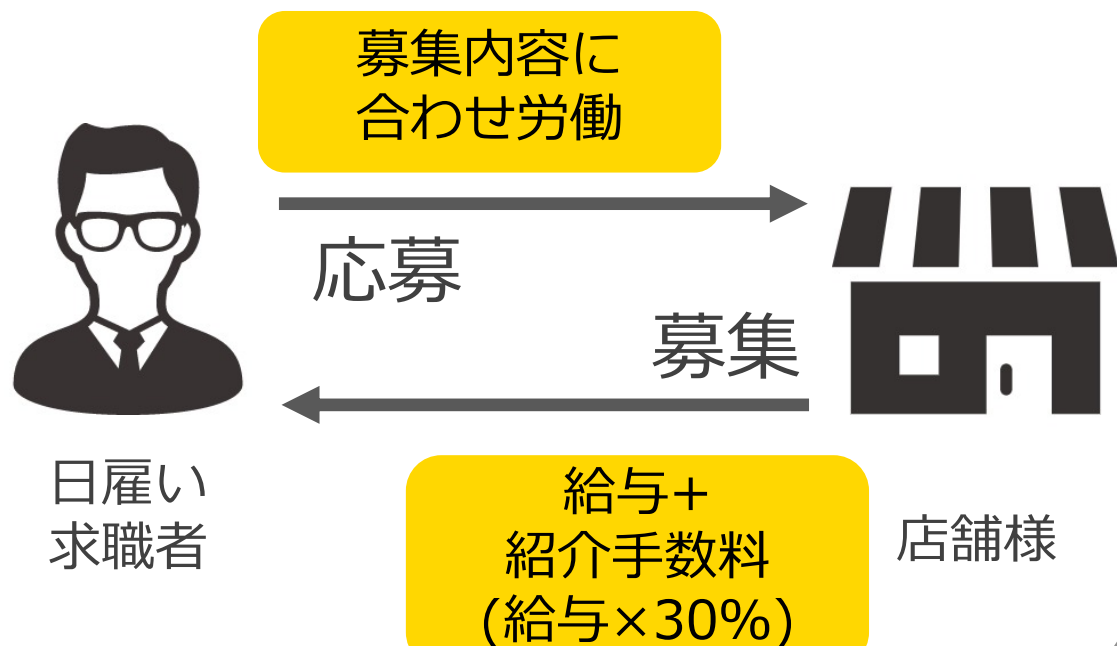 募集内容に
合わせ労働
応募
募集
日雇い
求職者
給与+
紹介手数料
(給与×30%)
店舗様